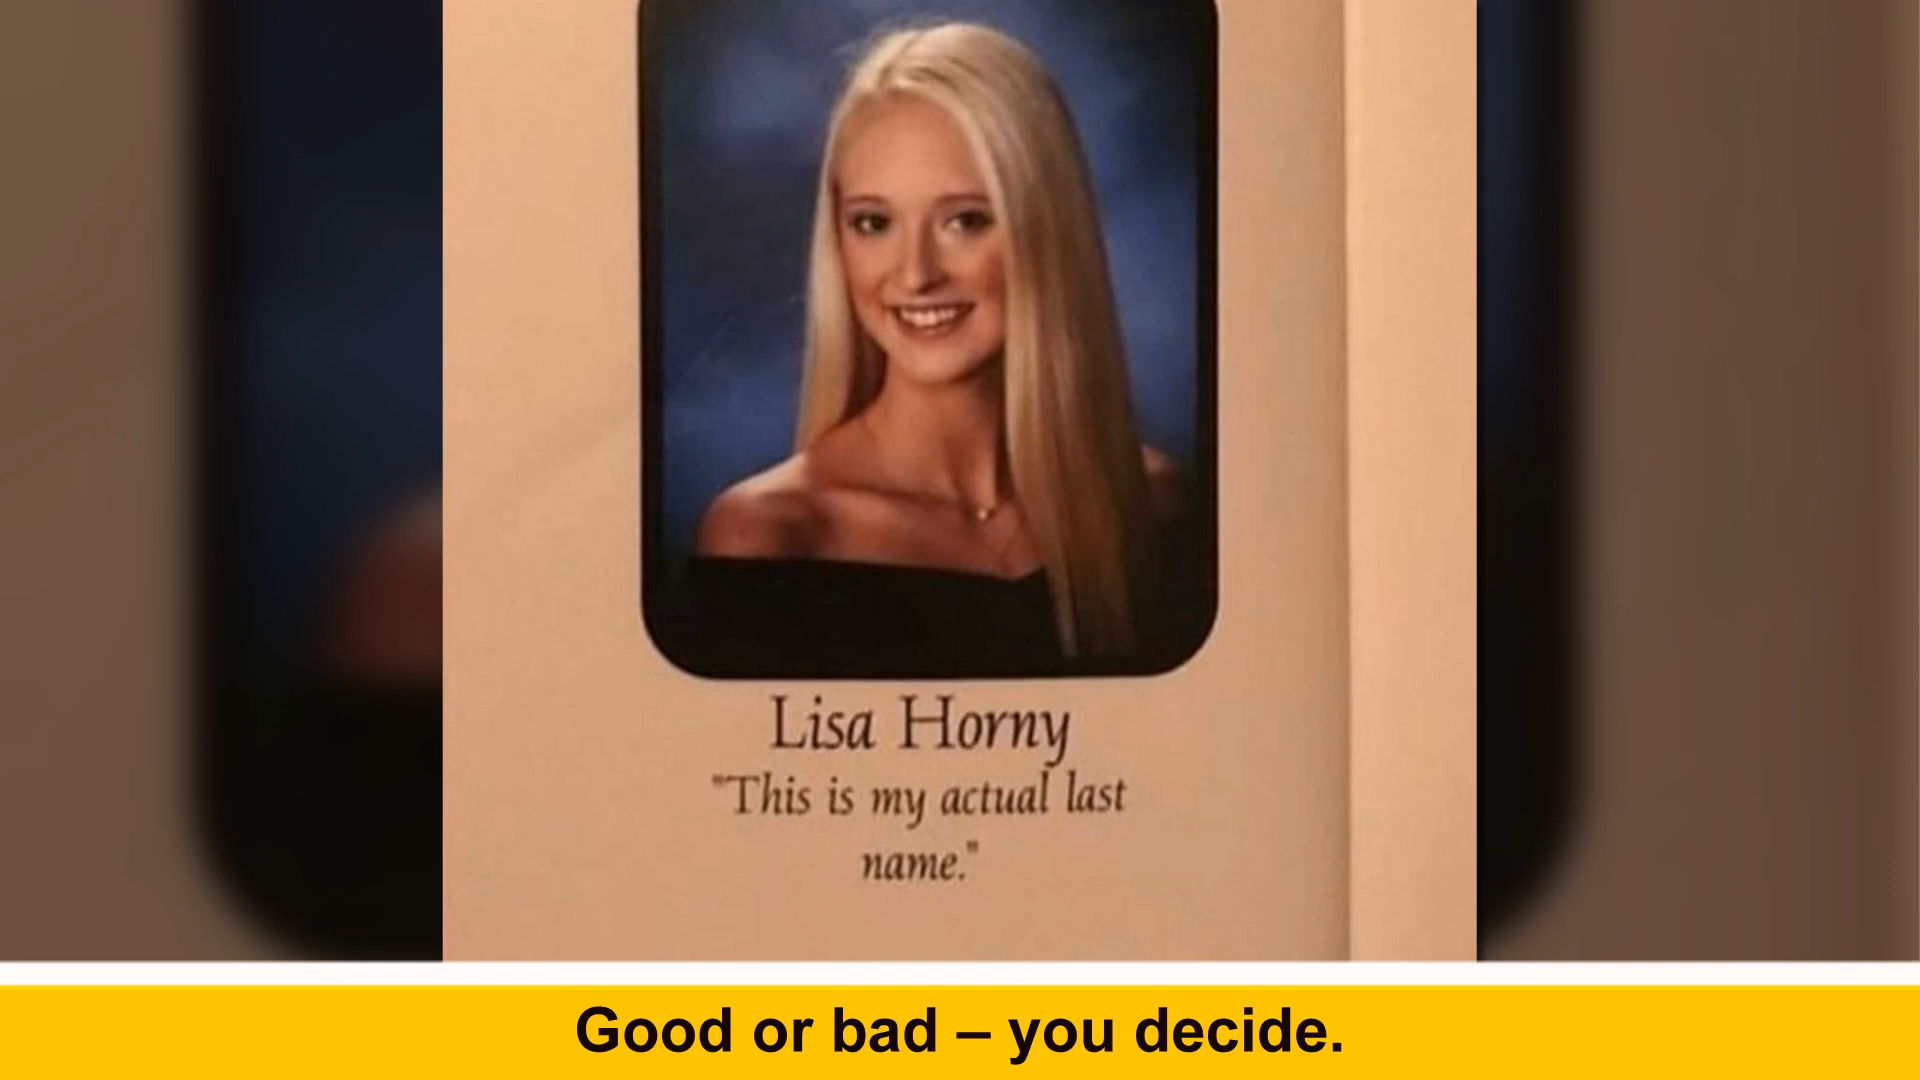 Lisa Horny
"This is my actual last
name."
Good or bad – you decide.